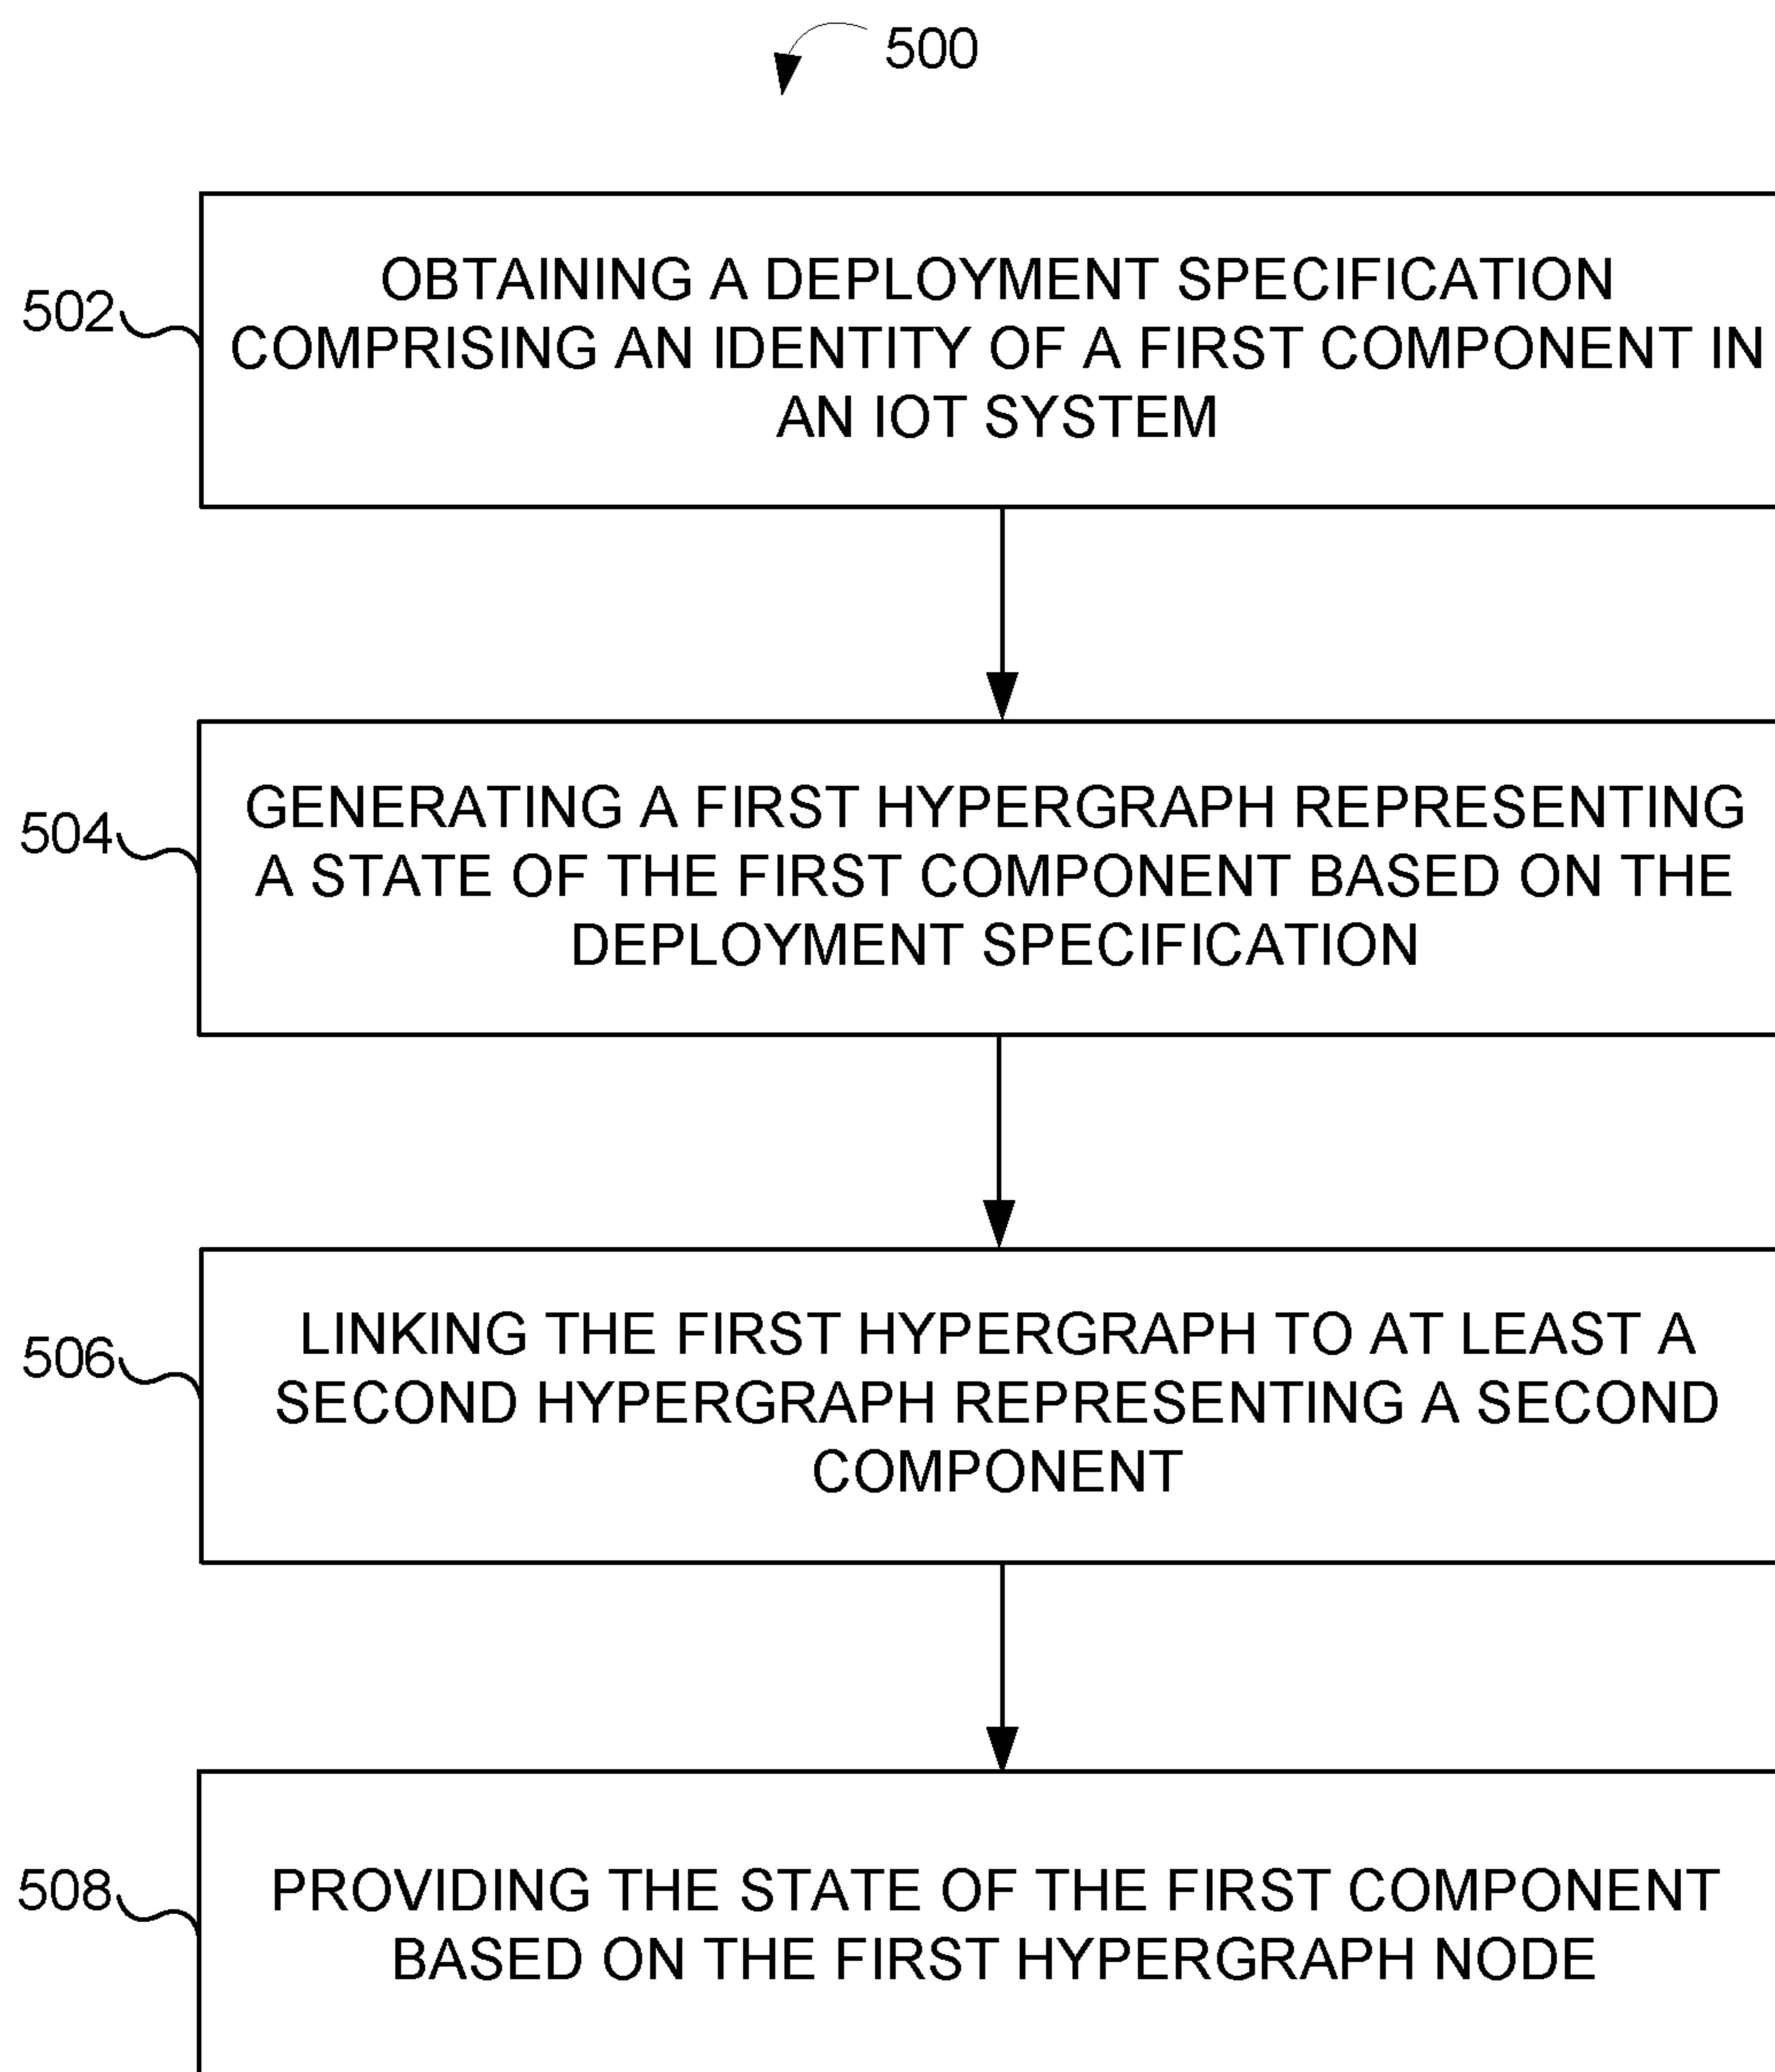 500
502
OBTAINING A DEPLOYMENT SPECIFICATION
COMPRISING AN IDENTITY OF A FIRST COMPONENT IN
AN IOT SYSTEM
504
GENERATING A FIRST HYPERGRAPH REPRESENTING
A STATE OF THE FIRST COMPONENT BASED ON THE
DEPLOYMENT SPECIFICATION
506
LINKING THE FIRST HYPERGRAPH TO AT LEAST A
SECOND HYPERGRAPH REPRESENTING A SECOND
COMPONENT
508
PROVIDING THE STATE OF THE FIRST COMPONENT
BASED ON THE FIRST HYPERGRAPH NODE